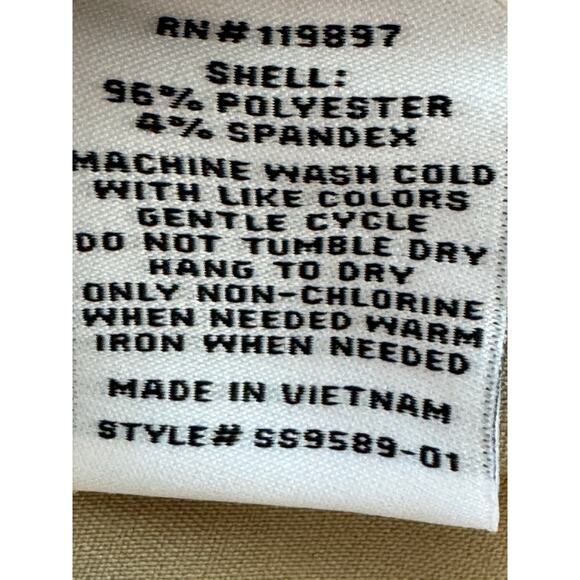 RN#119897
SHELL:
96% POLYESTER
4% SPANDEX
MACHINE WASH COLD
WITH LIKE COLORS
GENTLE CYCLE
DO NOT TUMBLE DRY
HANG TO DRY
ONLY NON-CHLORINE
WHEN NEEDED WARM
IRON WHEN NEEDED
MADE IN VIETNAM
STYLE# SS9589-01